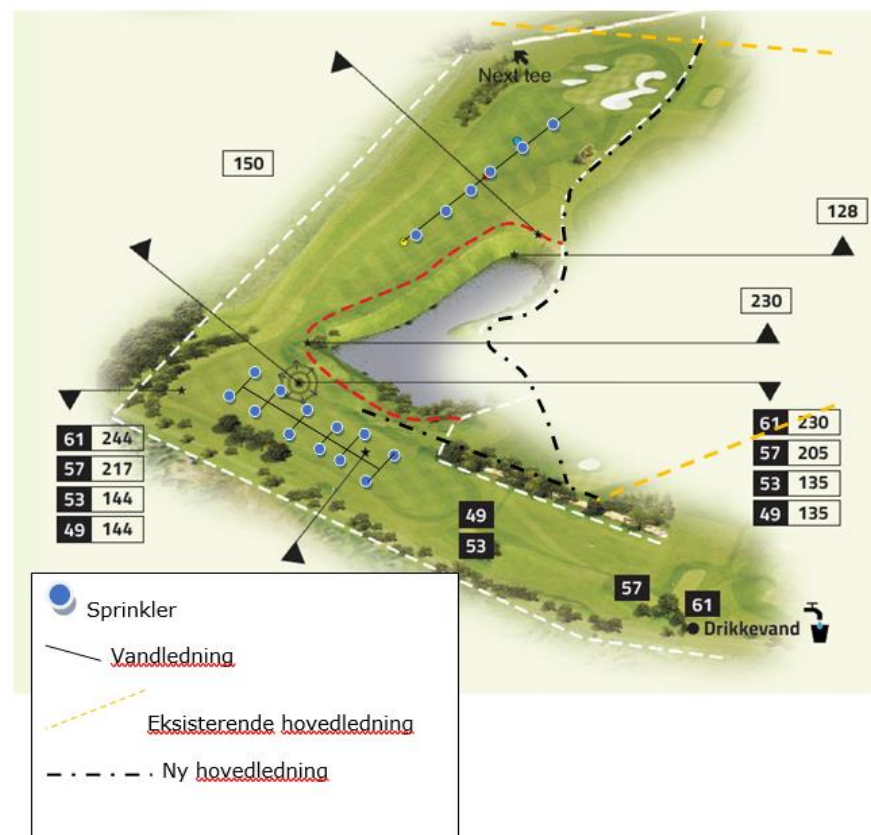 Next tee
150
128
230
61 244
57 217
53 144
49 144
61 230
57 205
53 135
49 135
49
53
57
61
Drikkevand
Sprinkler
Vandledning
Eksisterende hovedledning
Ny hovedledning